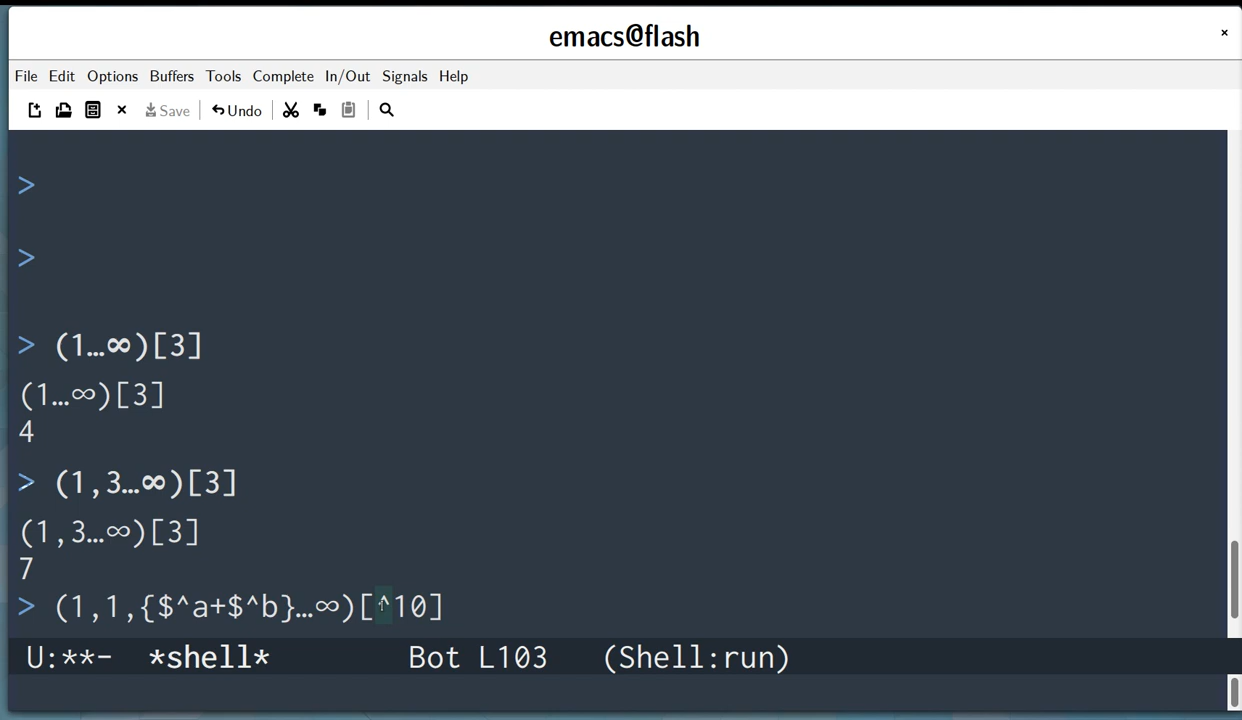 emacs@flash
×
File Edit Options Buffers Tools Complete In/Out Signals Help
Save Undo
>
>
> (1…∞)[3]
(1…∞)[3]
4
> (1,3…∞)[3]
(1,3…∞)[3]
7
> (1,1,{$^a+$^b}…∞)[^10]
U:**- *shell* Bot L103 (Shell:run)